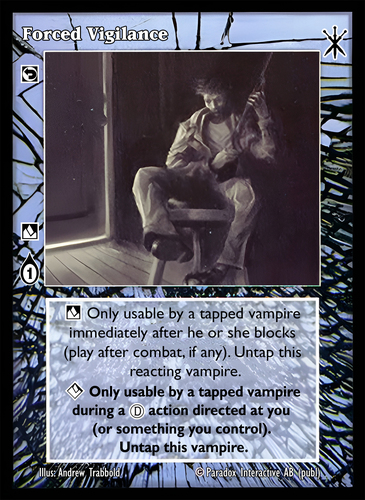 Forced Vigilance
1
Only usable by a tapped vampire
immediately after he or she blocks
(play after combat, if any). Untap this
reacting vampire.
Only usable by a tapped vampire
during a Ⓓ action directed at you
(or something you control).
Untap this vampire.
Illus: Andrew Trabbold © Paradox Interactive AB (publ)